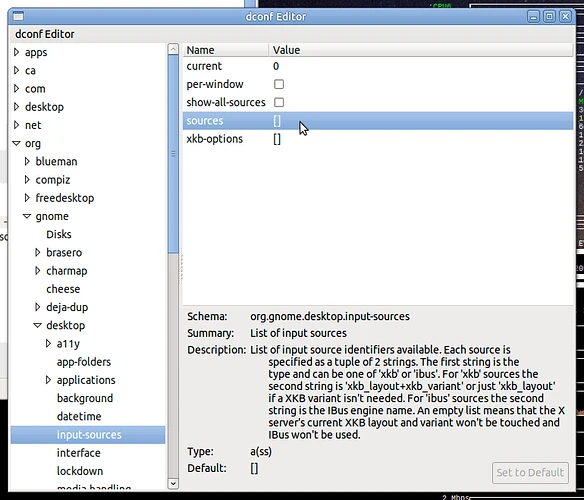 :CPU0
dconf Editor
dconf Editor
Name Value
apps
ca
com
desktop
net
org
blueman
compiz
freedesktop
gnome
Disks
brasero
charmap
cheese
deja-dup
desktop
a11y
app-folders
applications
background
datetime
input-sources
interface
lockdown
media-handling
current 0
per-window
show-all-sources
sources []
xkb-options []
Schema: org.gnome.desktop.input-sources
Summary: List of input sources
Description: List of input source identifiers available. Each source is
specified as a tuple of 2 strings. The first string is the
type and can be one of 'xkb' or 'ibus'. For 'xkb' sources the
second string is 'xkb_layout+xkb_variant' or just 'xkb_layout'
if a XKB variant isn't needed. For 'ibus' sources the second
string is the IBus engine name. An empty list means that the X
server's current XKB layout and variant won't be touched and
IBus won't be used.
Type: a(ss)
Default: []
Set to Default
2 Mbps